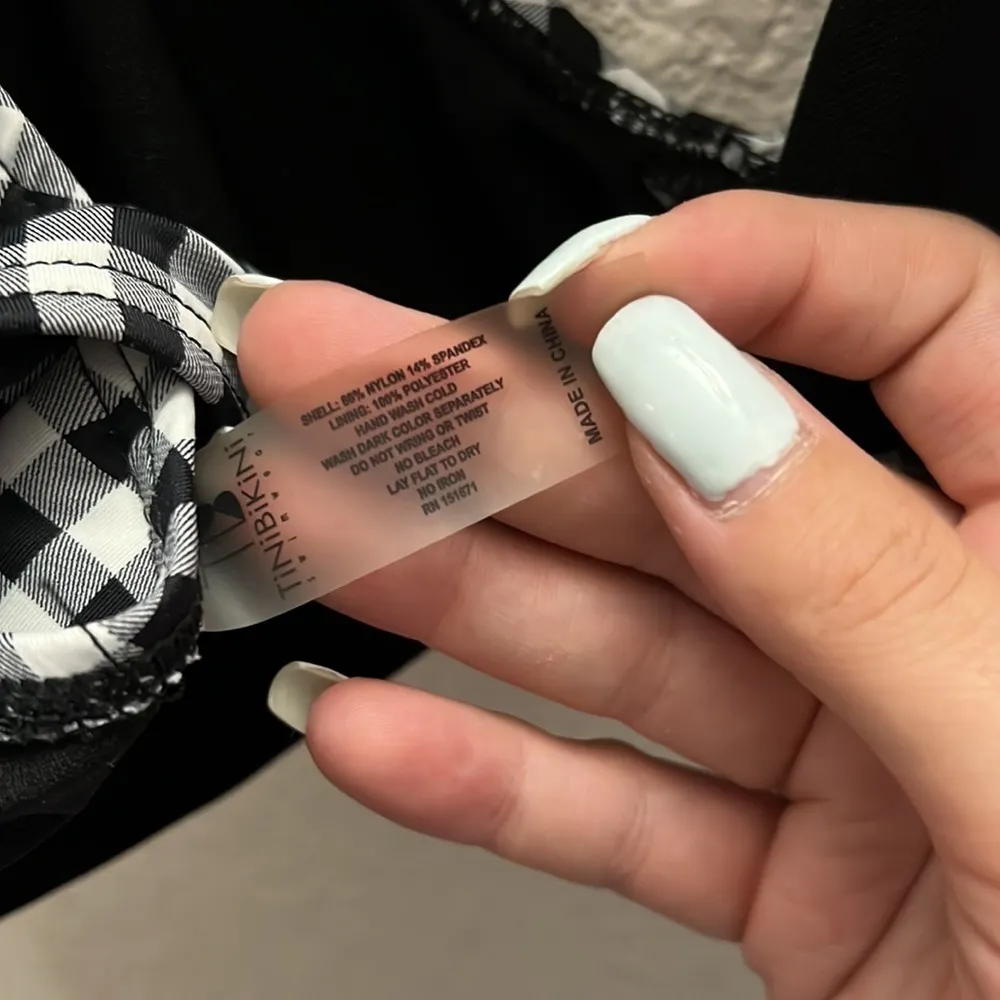 I ♥
TiNiBiKiNi
SHELL: 86% NYLON 14% SPANDEX
LINING: 100% POLYESTER
HAND WASH COLD
WASH DARK COLOR SEPARATELY
DO NOT WRING OR TWIST
NO BLEACH
LAY FLAT TO DRY
NO IRON
RN 151671
MADE IN CHINA